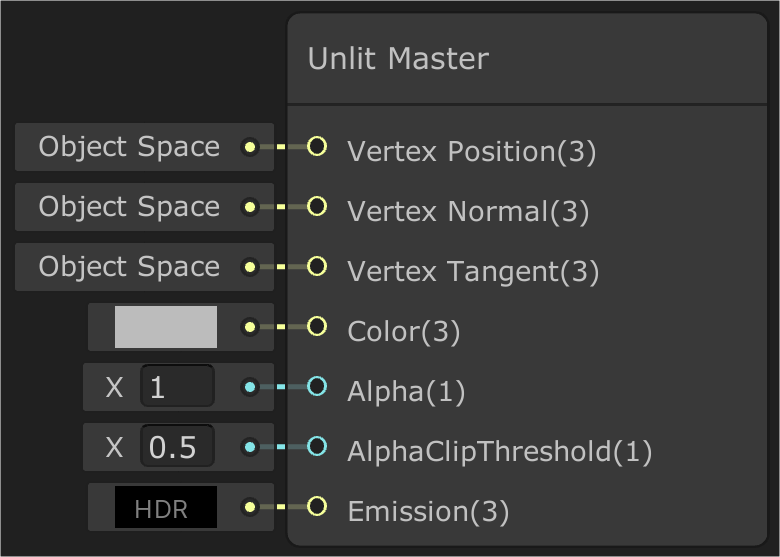 Unlit Master
Object Space Vertex Position(3)
Object Space Vertex Normal(3)
Object Space Vertex Tangent(3)
Color(3)
X 1 Alpha(1)
X 0.5 AlphaClipThreshold(1)
HDR Emission(3)